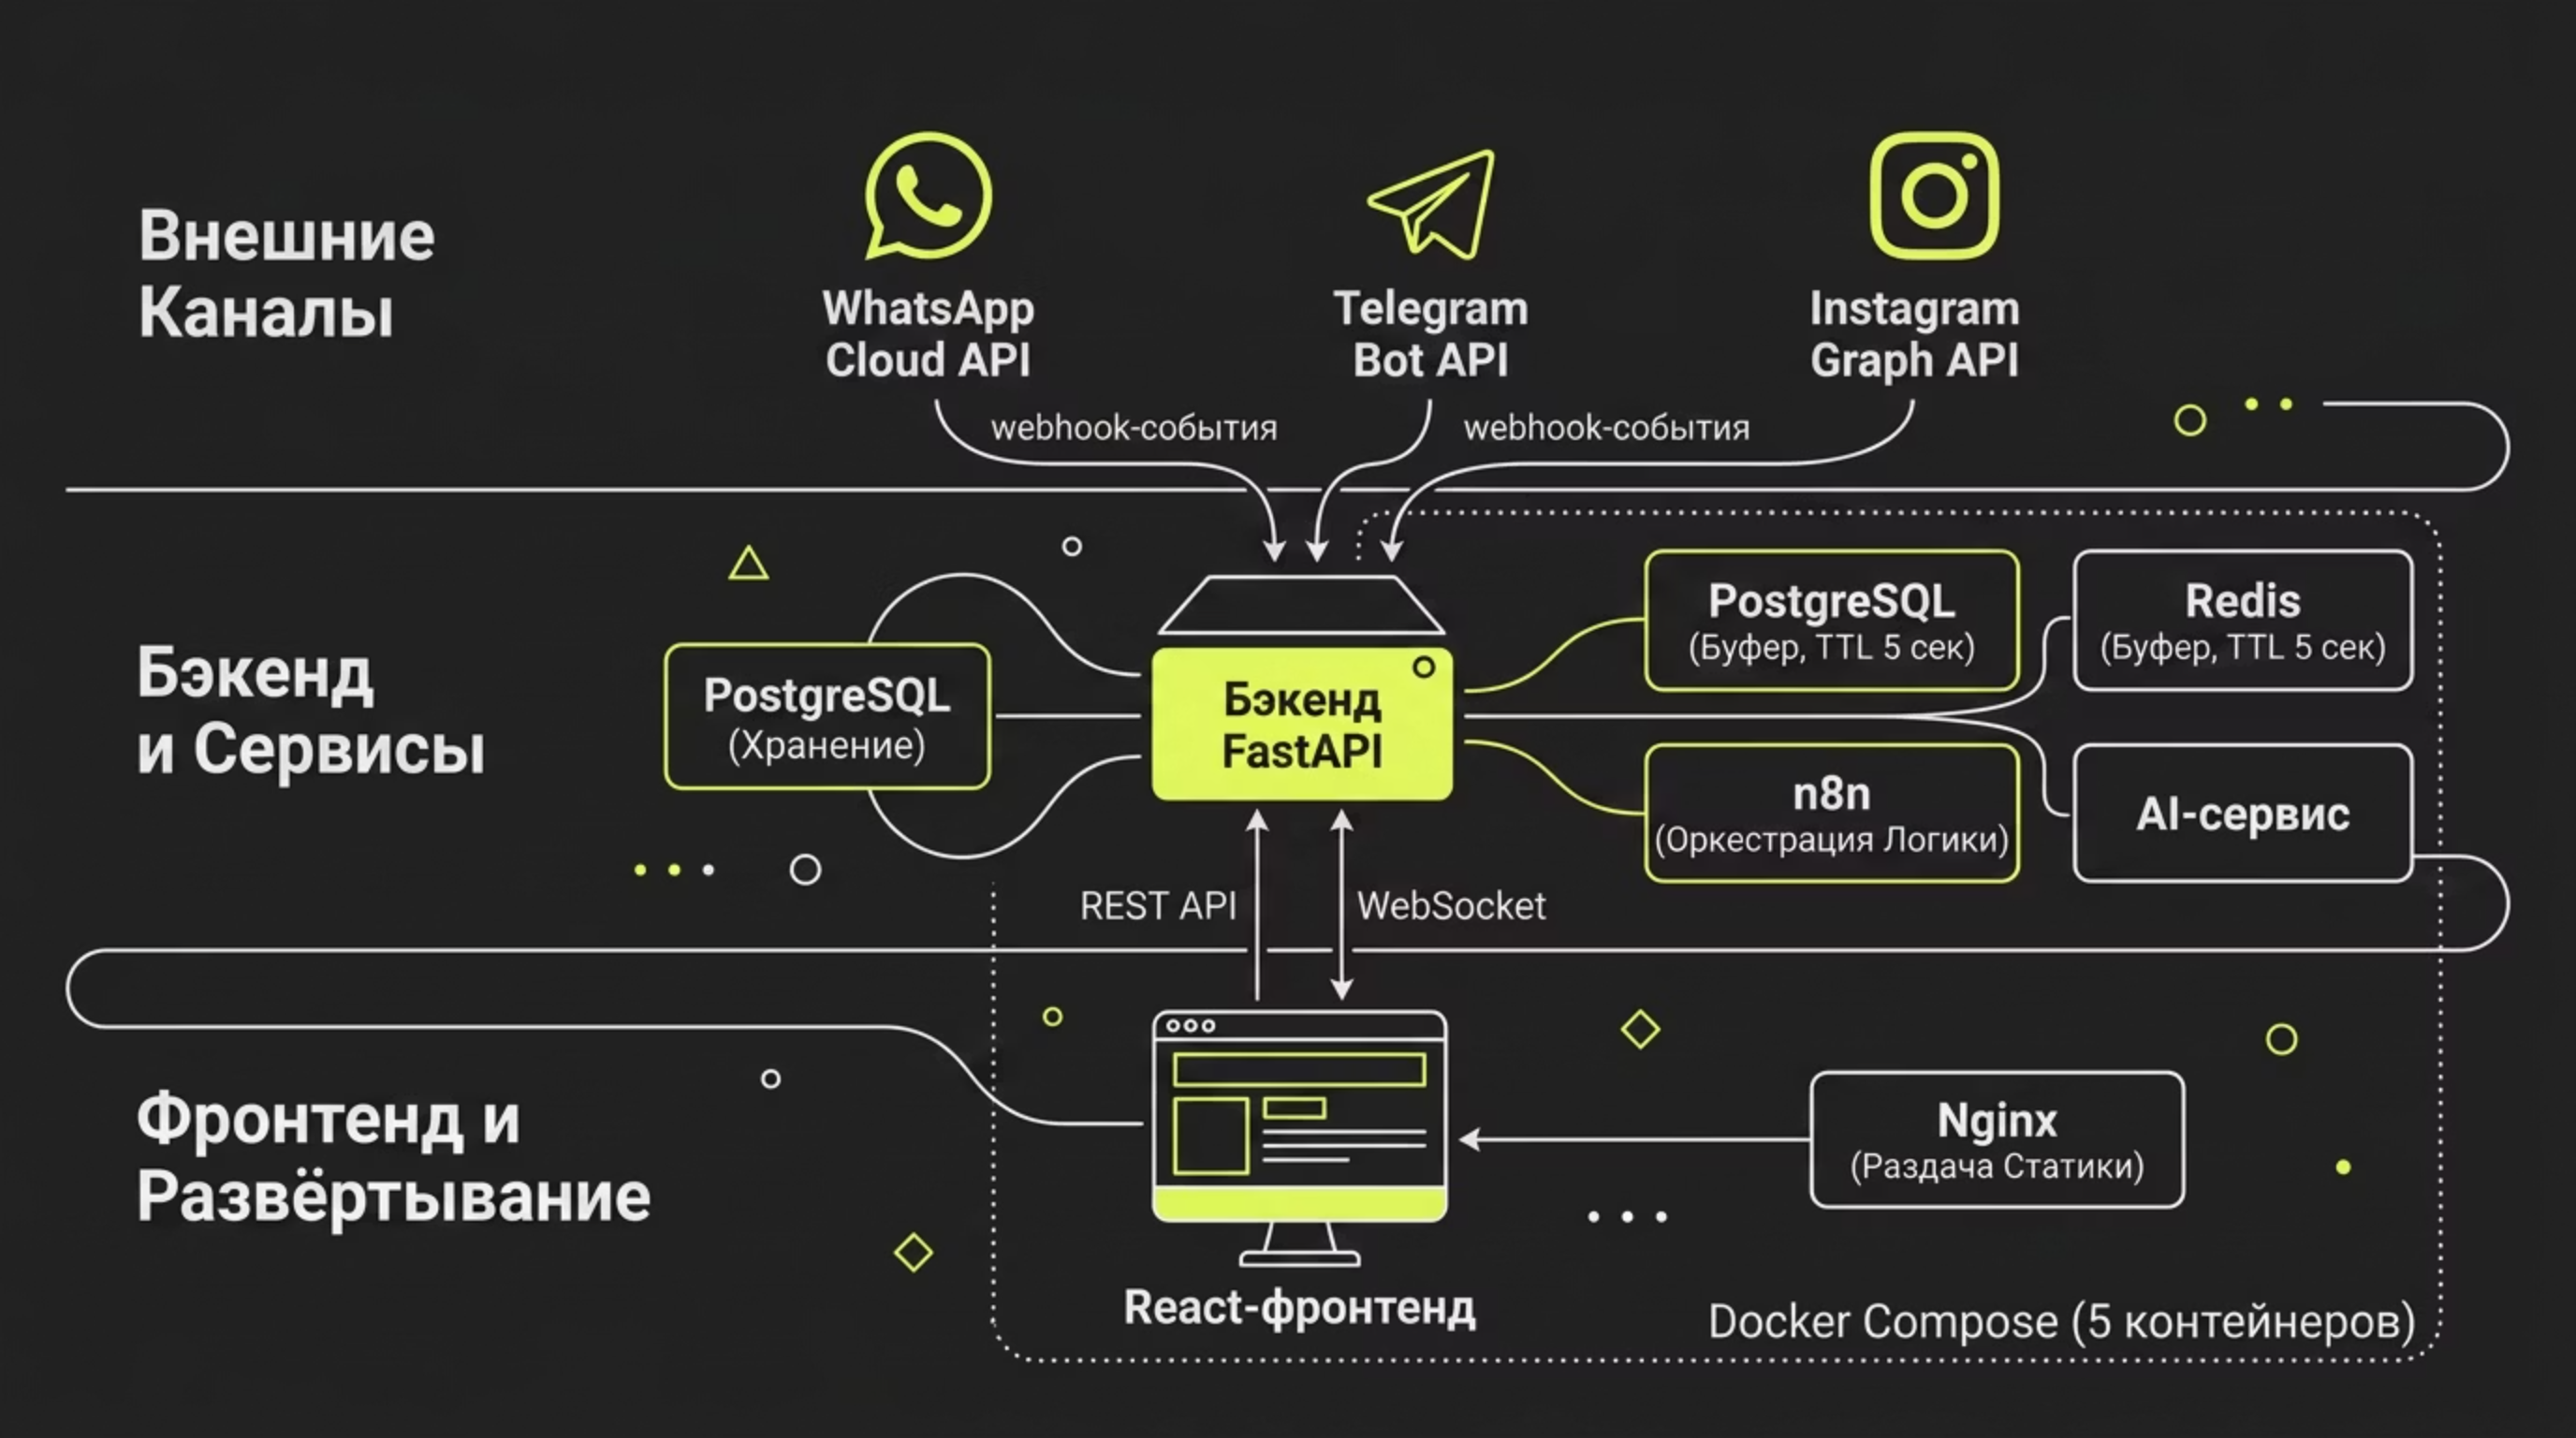 Внешние
Каналы
WhatsApp
Cloud API
Telegram
Bot API
Instagram
Graph API
webhook-события
webhook-события
Бэкенд
и Сервисы
PostgreSQL
(Хранение)
Бэкенд
FastAPI
PostgreSQL
(Буфер, TTL 5 сек)
Redis
(Буфер, TTL 5 сек)
n8n
(Оркестрация Логики)
AI-сервис
REST API
WebSocket
Фронтенд и
Развёртывание
React-фронтенд
Nginx
(Раздача Статики)
Docker Compose (5 контейнеров)